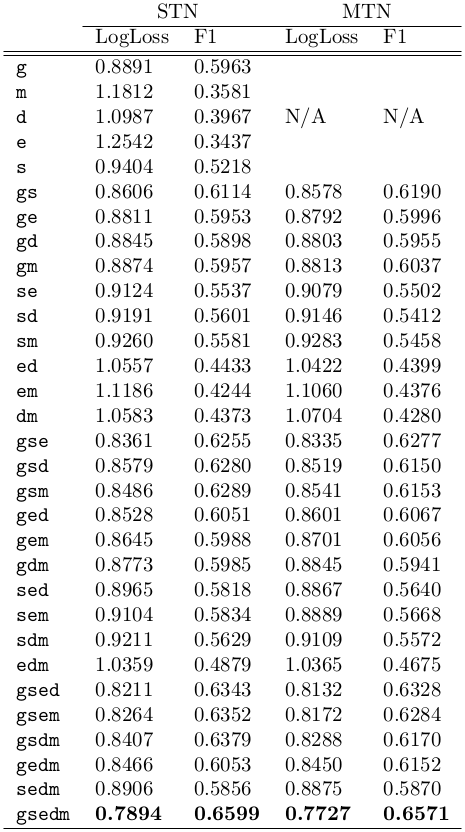 STN MTN
LogLoss F1 LogLoss F1
g 0.8891 0.5963
m 1.1812 0.3581
d 1.0987 0.3967 N/A N/A
e 1.2542 0.3437
s 0.9404 0.5218
gs 0.8606 0.6114 0.8578 0.6190
ge 0.8811 0.5953 0.8792 0.5996
gd 0.8845 0.5898 0.8803 0.5955
gm 0.8874 0.5957 0.8813 0.6037
se 0.9124 0.5537 0.9079 0.5502
sd 0.9191 0.5601 0.9146 0.5412
sm 0.9260 0.5581 0.9283 0.5458
ed 1.0557 0.4433 1.0422 0.4399
em 1.1186 0.4244 1.1060 0.4376
dm 1.0583 0.4373 1.0704 0.4280
gse 0.8361 0.6255 0.8335 0.6277
gsd 0.8579 0.6280 0.8519 0.6150
gsm 0.8486 0.6289 0.8541 0.6153
ged 0.8528 0.6051 0.8601 0.6067
gem 0.8645 0.5988 0.8701 0.6056
gdm 0.8773 0.5985 0.8845 0.5941
sed 0.8965 0.5818 0.8867 0.5640
sem 0.9104 0.5834 0.8889 0.5668
sdm 0.9211 0.5629 0.9109 0.5572
edm 1.0359 0.4879 1.0365 0.4675
gsed 0.8211 0.6343 0.8132 0.6328
gsem 0.8264 0.6352 0.8172 0.6284
gsdm 0.8407 0.6379 0.8288 0.6170
gedm 0.8466 0.6053 0.8450 0.6152
sedm 0.8906 0.5856 0.8875 0.5870
gsedm 0.7894 0.6599 0.7727 0.6571